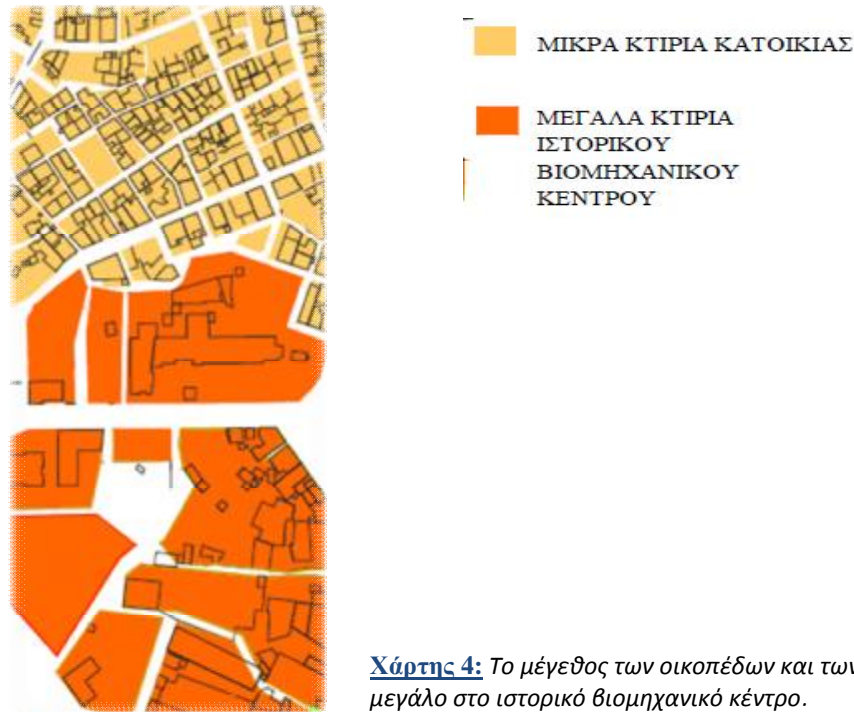 ΜΙΚΡΑ ΚΤΙΡΙΑ ΚΑΤΟΙΚΙΑΣ
ΜΕΓΑΛΑ ΚΤΙΡΙΑ
ΙΣΤΟΡΙΚΟΥ
ΒΙΟΜΗΧΑΝΙΚΟΥ
ΚΕΝΤΡΟΥ
Χάρτης 4: Το μέγεθος των οικοπέδων και των
μεγάλο στο ιστορικό βιομηχανικό κέντρο.